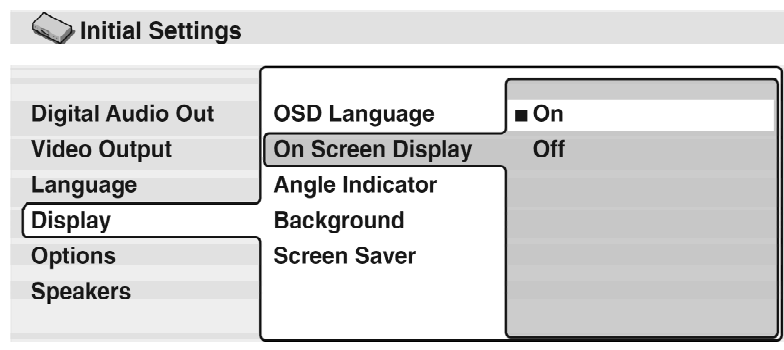 Initial Settings
Digital Audio Out
Video Output
Language
Display
Options
Speakers
OSD Language
On Screen Display
Angle Indicator
Background
Screen Saver
■ On
Off